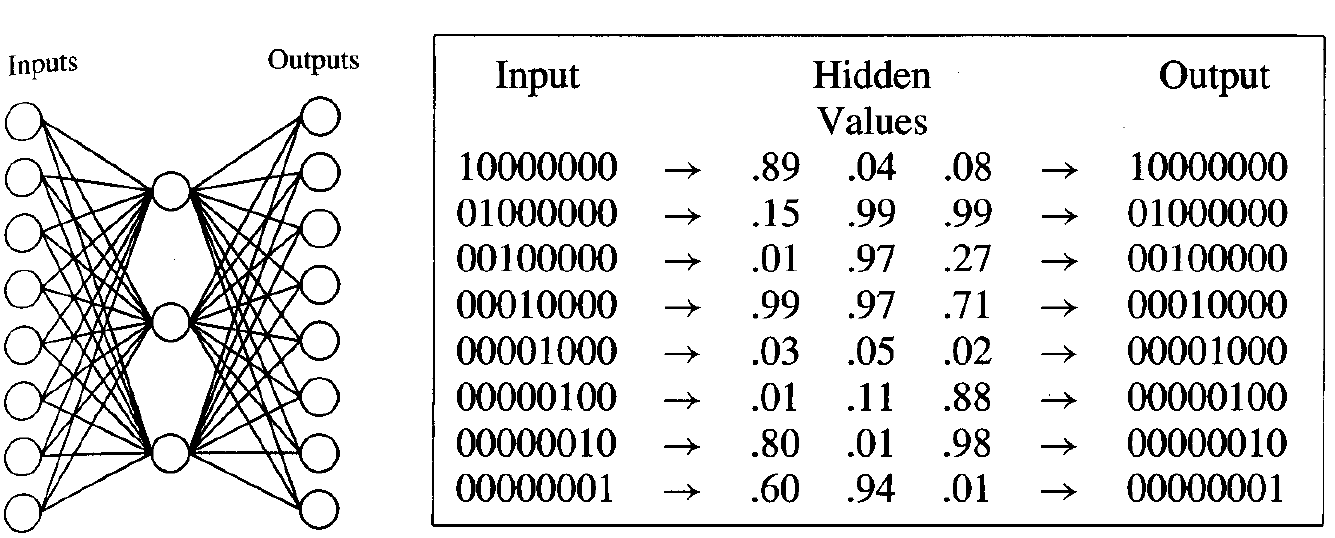 Inputs
Outputs
Input Hidden Output
Values
10000000 → .89 .04 .08 → 10000000
01000000 → .15 .99 .99 → 01000000
00100000 → .01 .97 .27 → 00100000
00010000 → .99 .97 .71 → 00010000
00001000 → .03 .05 .02 → 00001000
00000100 → .01 .11 .88 → 00000100
00000010 → .80 .01 .98 → 00000010
00000001 → .60 .94 .01 → 00000001